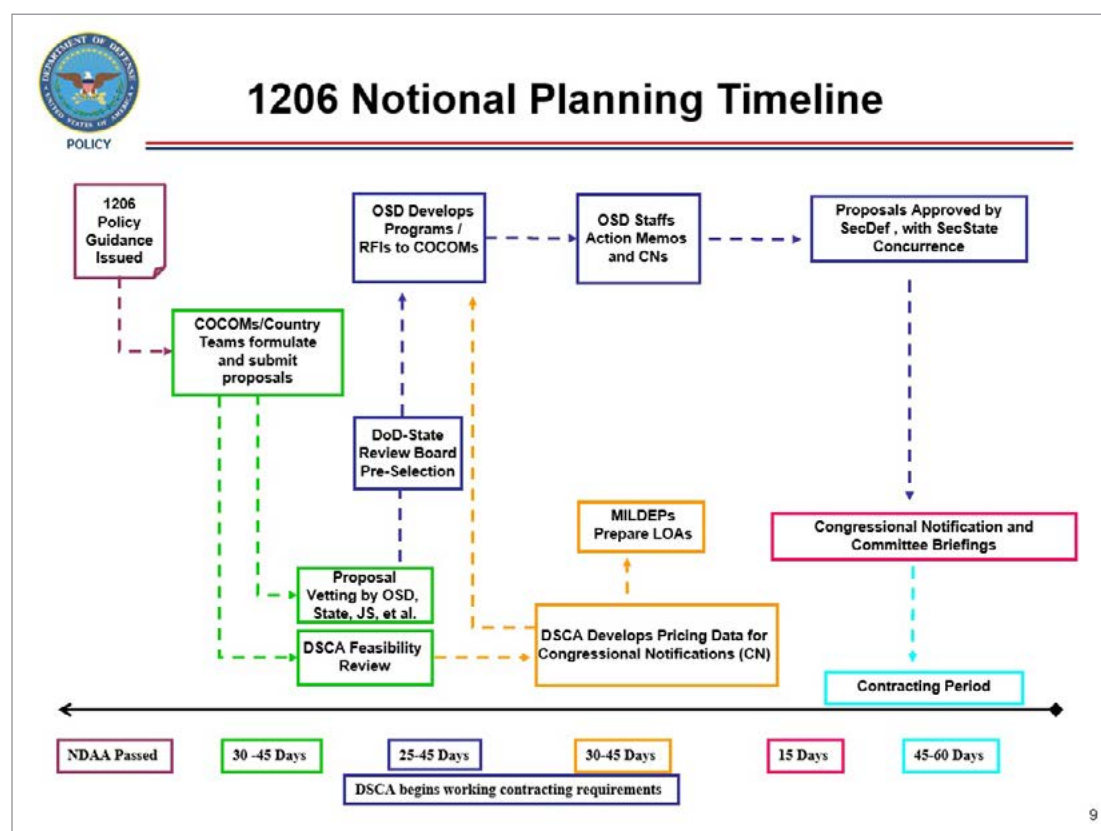 DEPARTMENT OF DEFENSE
UNITED STATES OF AMERICA
POLICY
1206 Notional Planning Timeline
1206
Policy
Guidance
Issued
OSD Develops
Programs /
RFIs to COCOMs
OSD Staffs
Action Memos
and CNs
Proposals Approved by
SecDef , with SecState
Concurrence
COCOMs/Country
Teams formulate
and submit
proposals
DoD-State
Review Board
Pre-Selection
MILDEPs
Prepare LOAs
Congressional Notification and
Committee Briefings
Proposal
Vetting by OSD,
State, JS, et al.
DSCA Feasibility
Review
DSCA Develops Pricing Data for
Congressional Notifications (CN)
Contracting Period
NDAA Passed
30 -45 Days
25-45 Days
30-45 Days
15 Days
45-60 Days
DSCA begins working contracting requirements
9